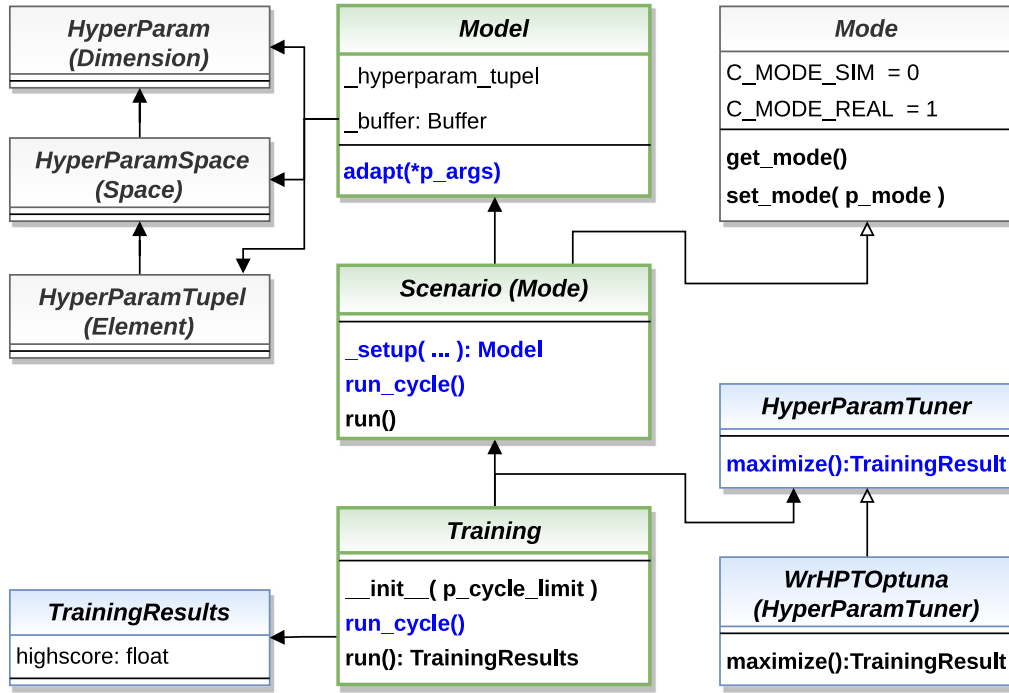 HyperParam
(Dimension)
HyperParamSpace
(Space)
HyperParamTupel
(Element)
Model
_hyperparam_tupel
_buffer: Buffer
adapt(*p_args)
Mode
C_MODE_SIM = 0
C_MODE_REAL = 1
get_mode()
set_mode( p_mode )
Scenario (Mode)
_setup( ... ): Model
run_cycle()
run()
HyperParamTuner
maximize():TrainingResult
Training
__init__( p_cycle_limit )
run_cycle()
run(): TrainingResults
TrainingResults
highscore: float
WrHPTOptuna
(HyperParamTuner)
maximize():TrainingResult